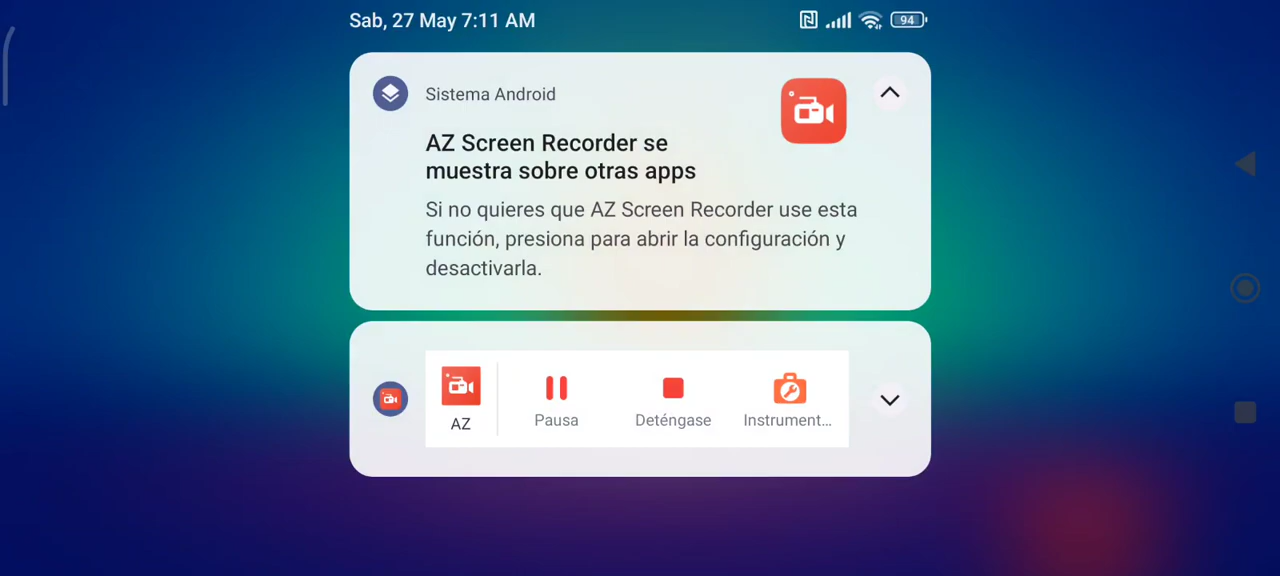 Sab, 27 May 7:11 AM
94
Sistema Android
AZ Screen Recorder se
muestra sobre otras apps
Si no quieres que AZ Screen Recorder use esta
función, presiona para abrir la configuración y
desactivarla.
AZ
Pausa
Deténgase
Instrument...